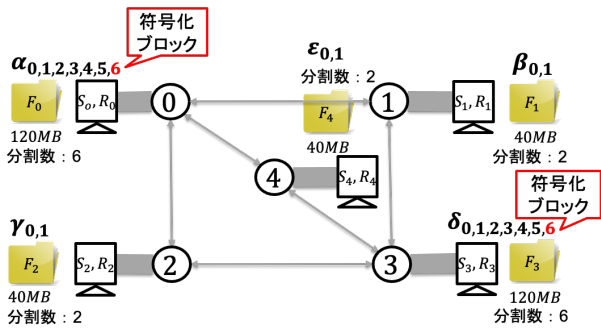 符号化
ブロック
α0,1,2,3,4,5,6
F0
So, R0
120MB
分割数：6
0
ε0,1
分割数：2
F4
40MB
1
S1, R1
β0,1
F1
40MB
分割数：2
4
S4, R4
符号化
ブロック
γ0,1
F2
S2, R2
40MB
分割数：2
2
3
δ0,1,2,3,4,5,6
S3, R3
F3
120MB
分割数：6